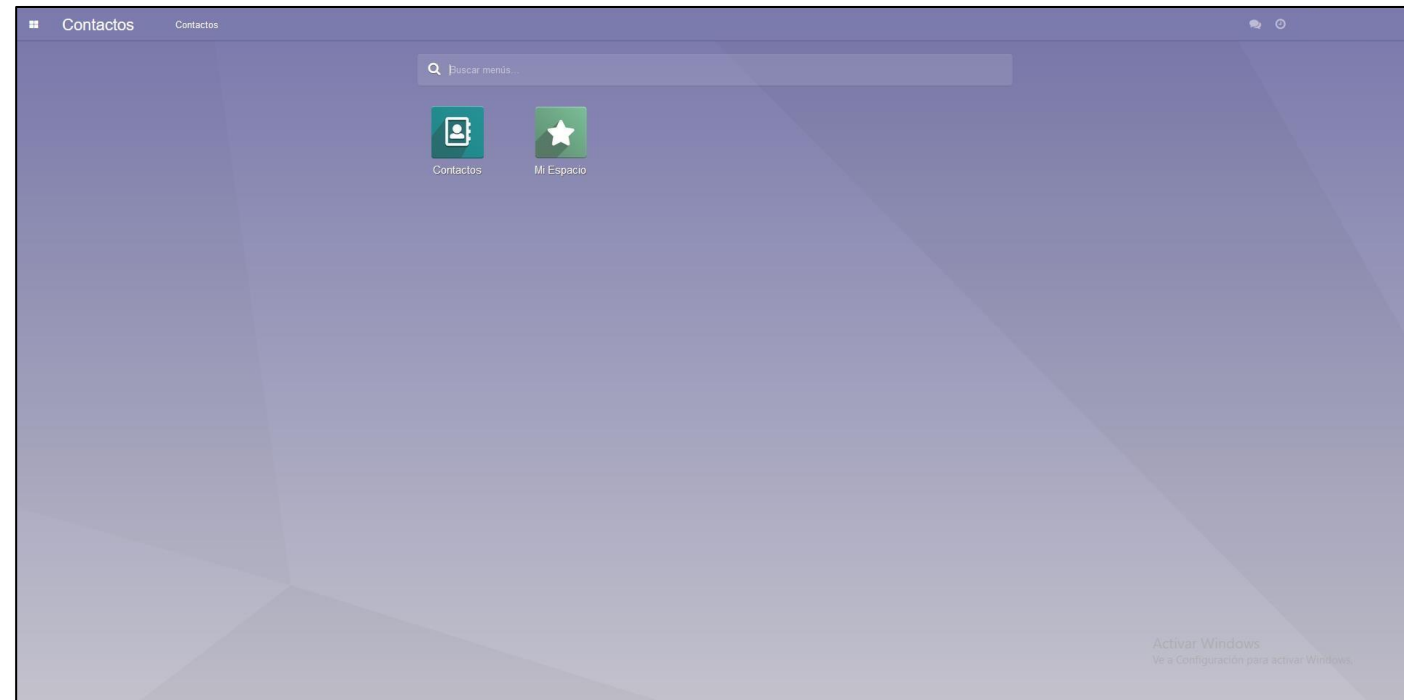 Contactos Contactos
Buscar menús...
Contactos Mi Espacio
Activar Windows
Ve a Configuración para activar Windows.